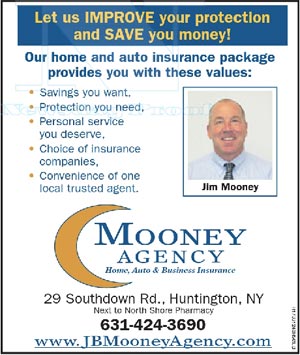 Let us IMPROVE your protection
and SAVE you money!
Our home and auto insurance package
provides you with these values:
• Savings you want,
• Protection you need,
• Personal service
you deserve,
• Choice of insurance
companies,
• Convenience of one
local trusted agent.
Jim Mooney
MOONEY
AGENCY
Home, Auto & Business Insurance
29 Southdown Rd., Huntington, NY
Next to North Shore Pharmacy
631-424-3690
www.JBMooneyAgency.com